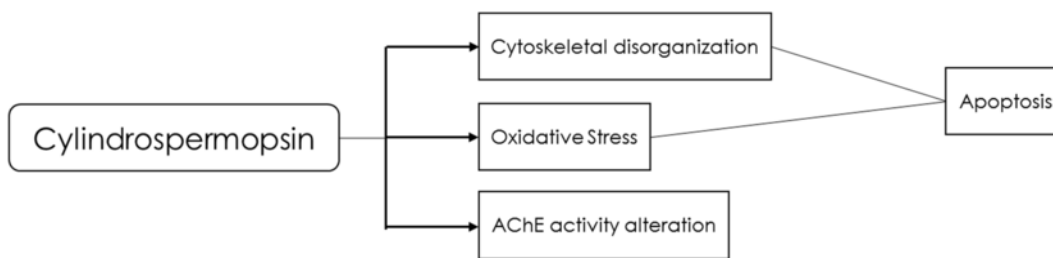 Cylindrospermopsin
Cytoskeletal disorganization
Oxidative Stress
AChE activity alteration
Apoptosis